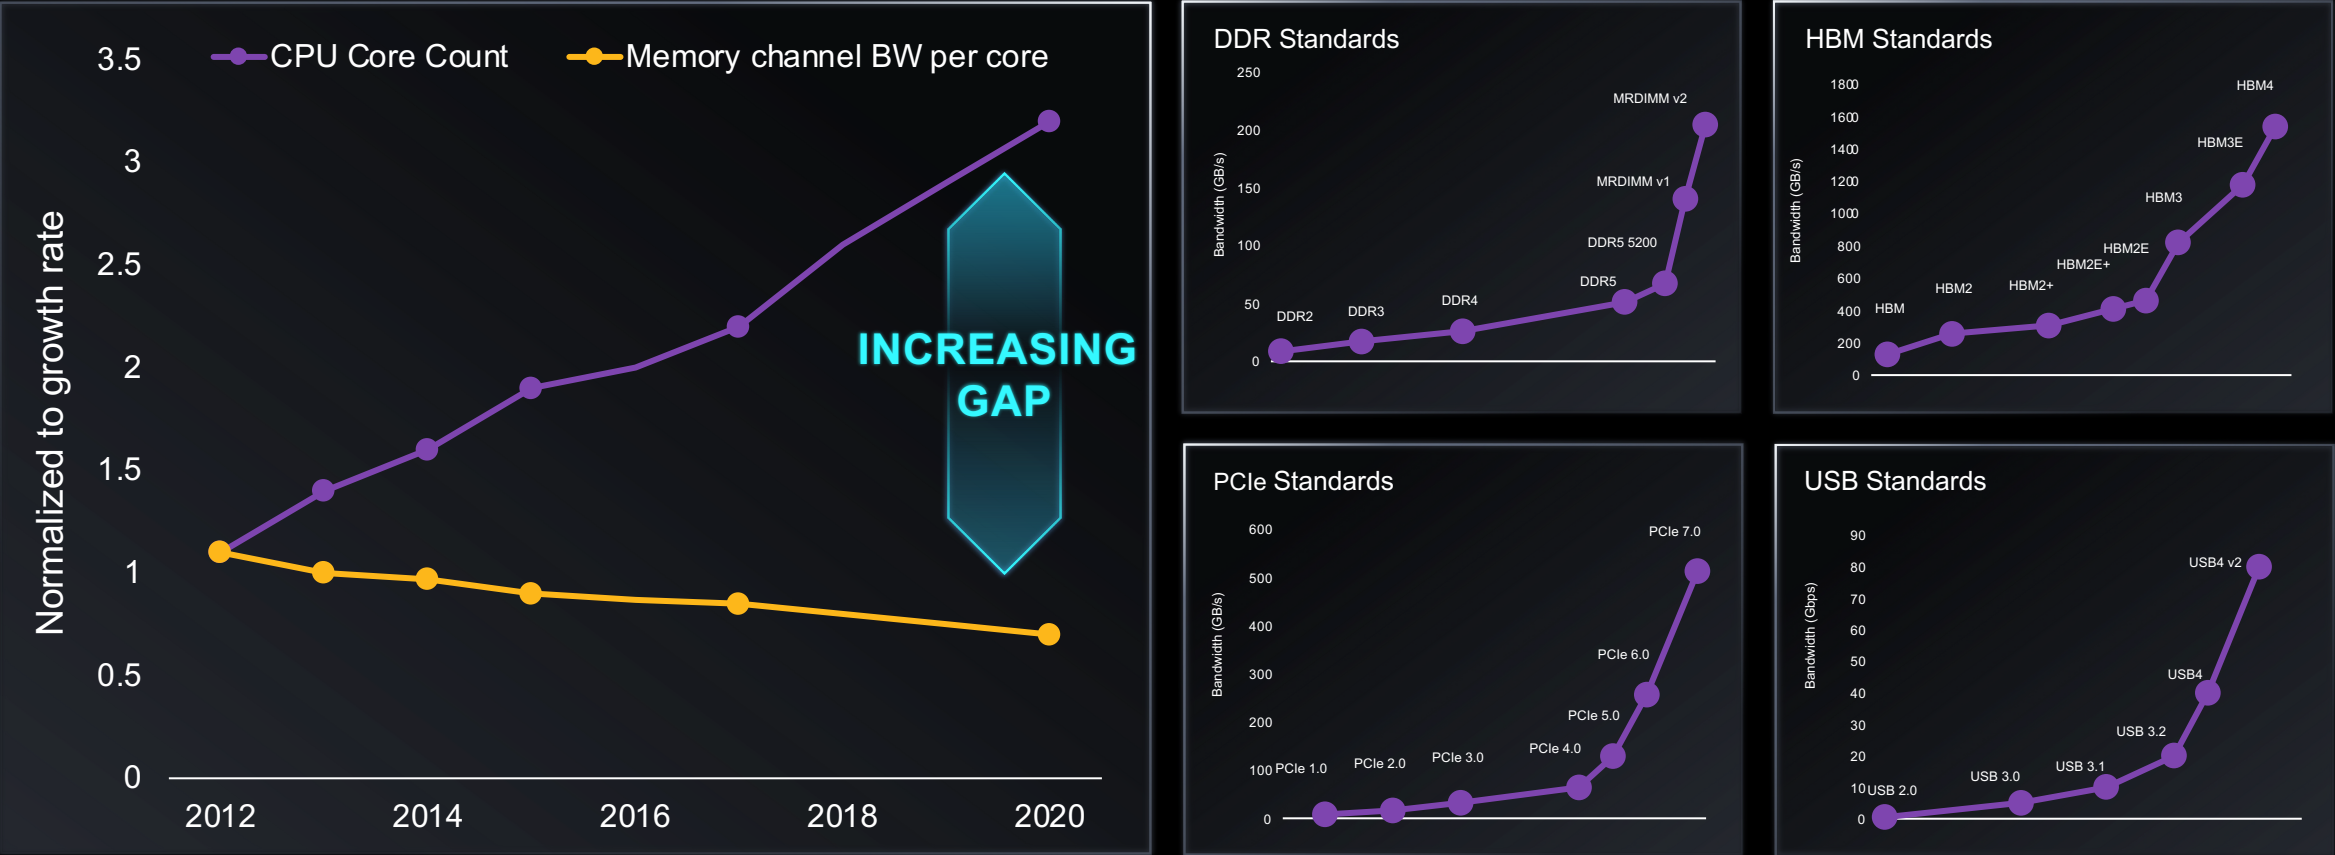 CPU Core Count
Memory channel BW per core
Normalized to growth rate
3.5
3
2.5
2
1.5
1
0.5
0
2012
2014
2016
2018
2020
INCREASING
GAP
DDR Standards
Bandwidth (GB/s)
250
200
150
100
50
0
DDR2
DDR3
DDR4
DDR5
DDR5 5200
MRDIMM v1
MRDIMM v2
HBM Standards
Bandwidth (GB/s)
1800
1600
1400
1200
1000
800
600
400
200
0
HBM
HBM2
HBM2+
HBM2E+
HBM2E
HBM3
HBM3E
HBM4
PCIe Standards
Bandwidth (GB/s)
600
500
400
300
200
100
0
PCIe 1.0
PCIe 2.0
PCIe 3.0
PCIe 4.0
PCIe 5.0
PCIe 6.0
PCIe 7.0
USB Standards
Bandwidth (Gbps)
90
80
70
60
50
40
30
20
10
0
USB 2.0
USB 3.0
USB 3.1
USB 3.2
USB4
USB4 v2